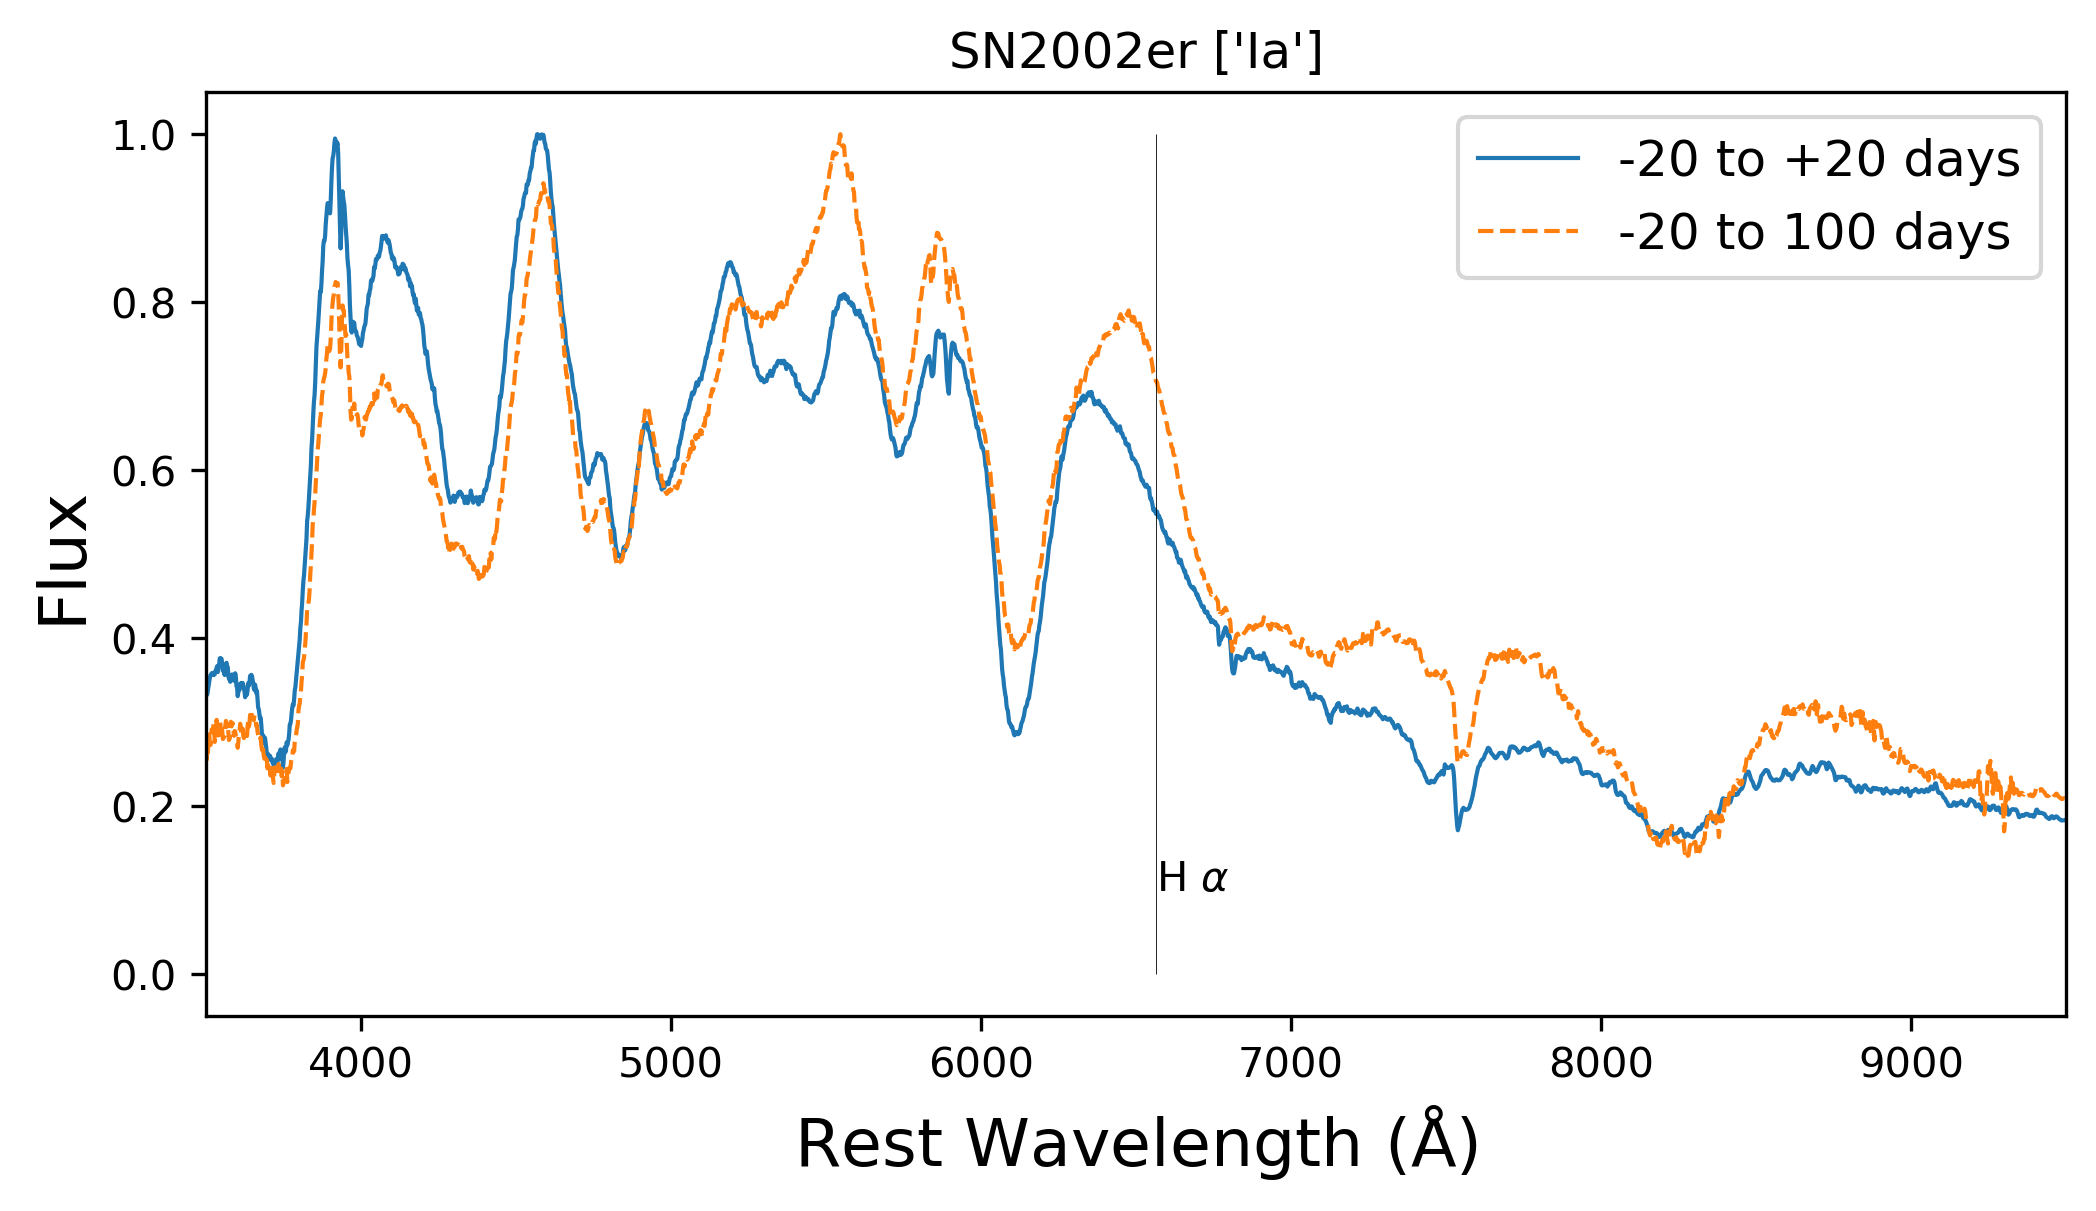 SN2002er ['Ia']
-20 to +20 days
-20 to 100 days
1.0
0.8
0.6
0.4
0.2
0.0
Flux
H α
4000 5000 6000 7000 8000 9000
Rest Wavelength (Å)